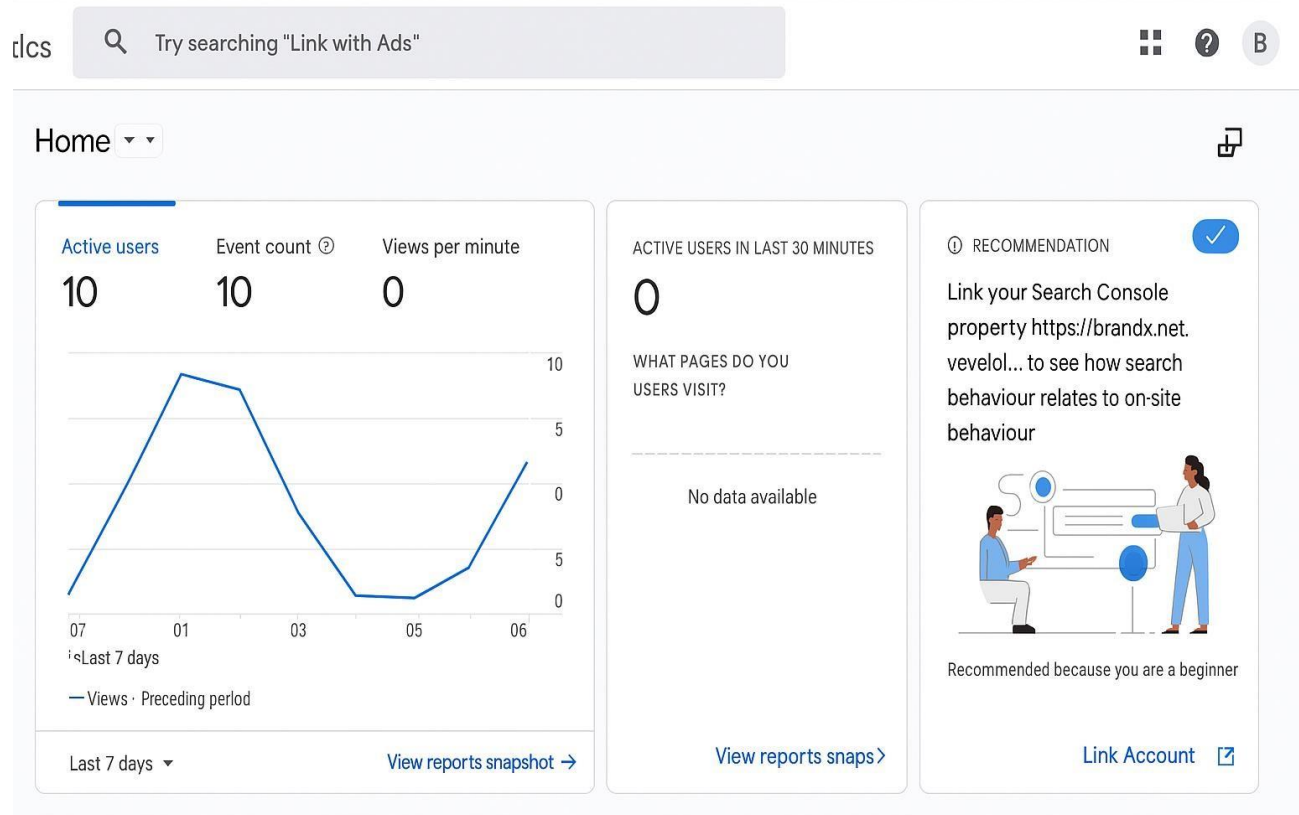 tlcs
Try searching "Link with Ads"
B
Home
Active users
10
Event count ?
10
Views per minute
0
10
5
0
5
0
07 01 03 05 06
sLast 7 days
Views · Preceding period
Last 7 days
View reports snapshot →
ACTIVE USERS IN LAST 30 MINUTES
0
WHAT PAGES DO YOU
USERS VISIT?
No data available
View reports snaps>
RECOMMENDATION
Link your Search Console
property https://brandx.net.
vevelol... to see how search
behaviour relates to on-site
behaviour
Recommended because you are a beginner
Link Account